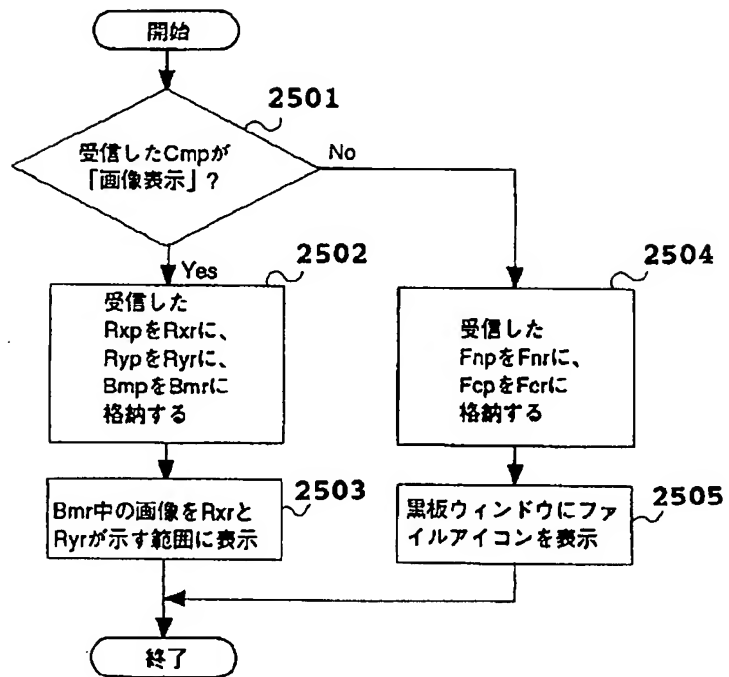 開始
2501
受信したCmpが
「画像表示」?
No
Yes
2502
受信した
RxpをRxrに、
RypをRyrに、
BmpをBmrに
格納する
2504
受信した
FnpをFnrに、
FcpをFcrに
格納する
2503
Bmr中の画像をRxrと
Ryrが示す範囲に表示
2505
黒板ウィンドウにファ
イルアイコンを表示
終了